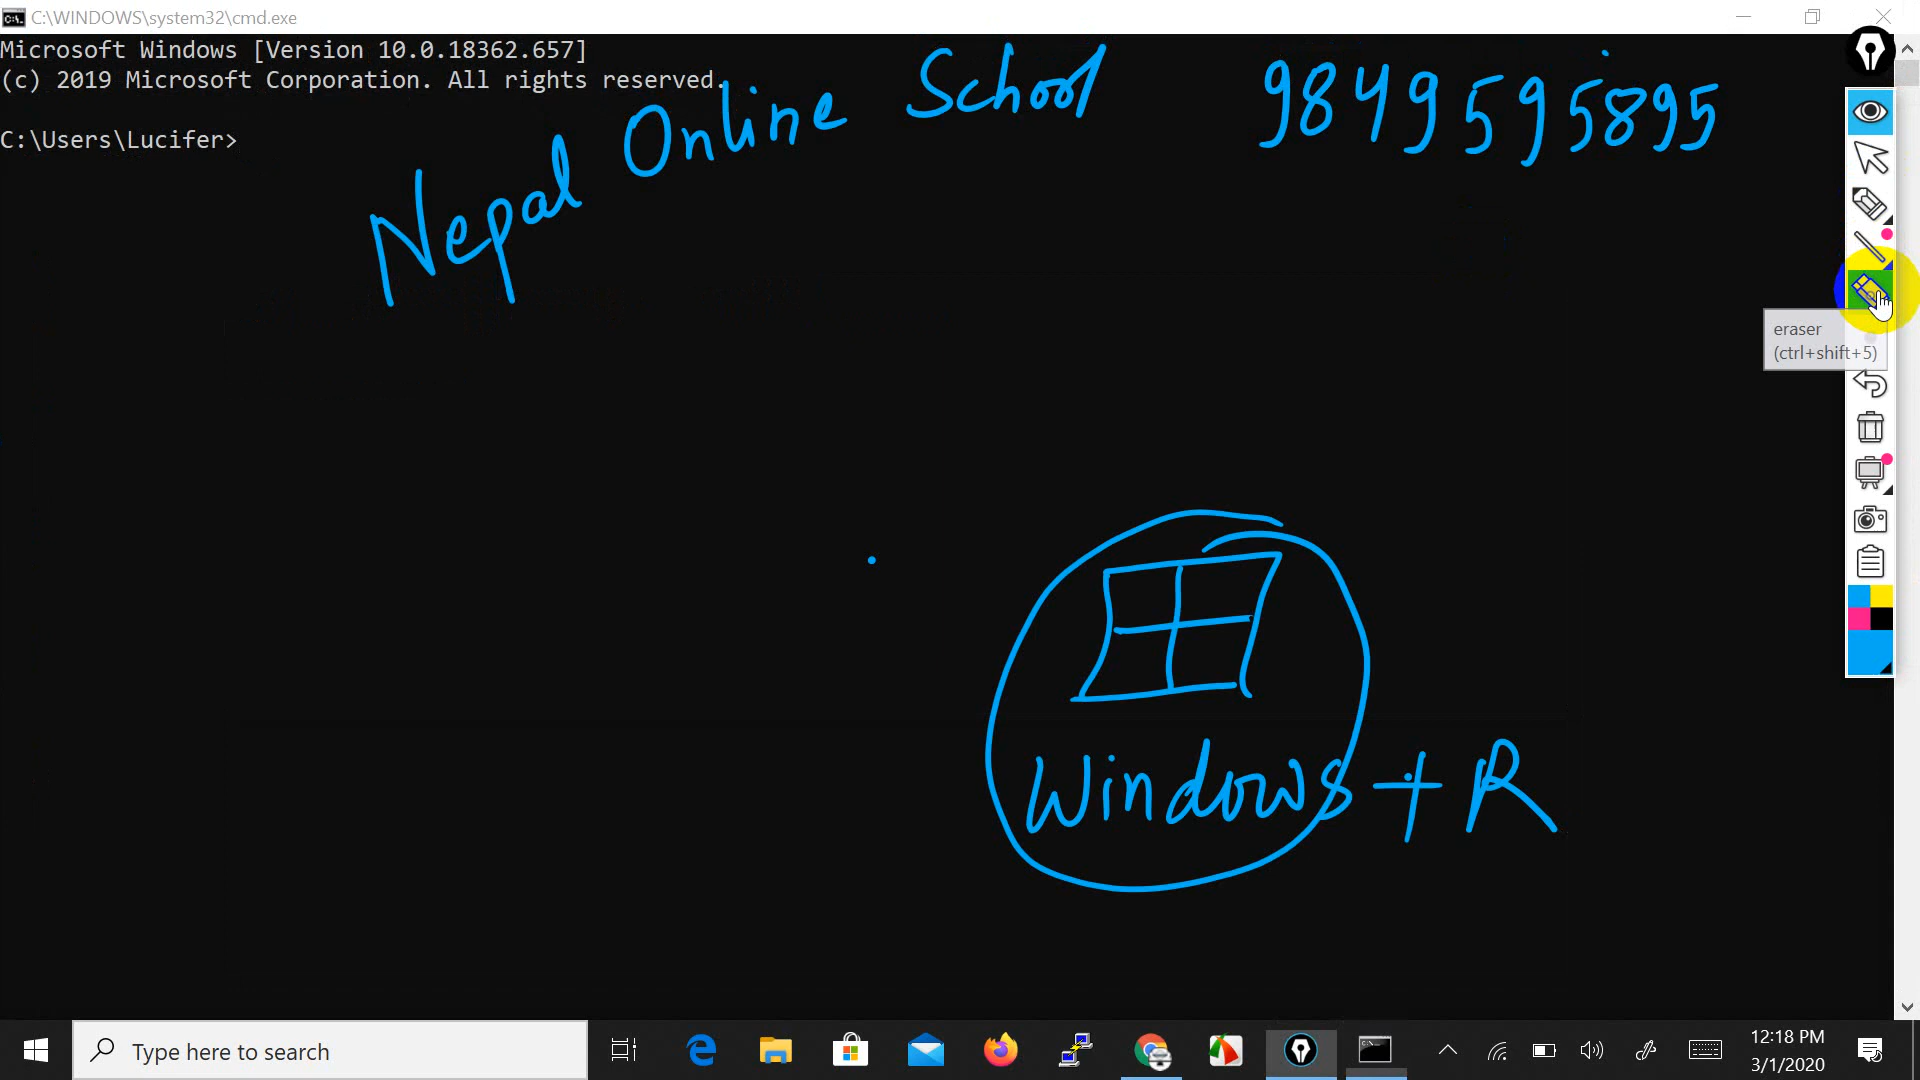 C:\WINDOWS\system32\cmd.exe
Microsoft Windows [Version 10.0.18362.657]
(c) 2019 Microsoft Corporation. All rights reserved.
C:\Users\Lucifer>
Nepal Online School 9849595895
eraser
(ctrl+shift+5)
Windows + R
Type here to search
12:18 PM
3/1/2020